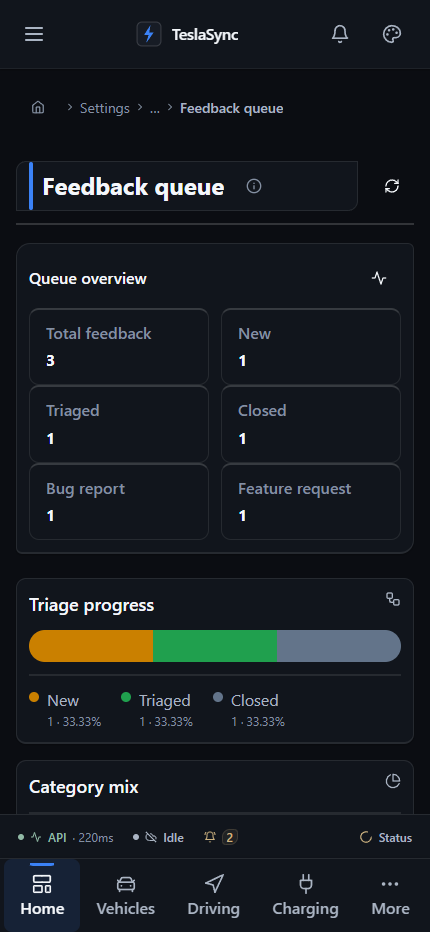 TeslaSync
Settings › ... › Feedback queue
Feedback queue
Queue overview
Total feedback
3
New
1
Triaged
1
Closed
1
Bug report
1
Feature request
1
Triage progress
New
1 · 33.33%
Triaged
1 · 33.33%
Closed
1 · 33.33%
Category mix
API · 220ms
Idle
2
Status
Home
Vehicles
Driving
Charging
More